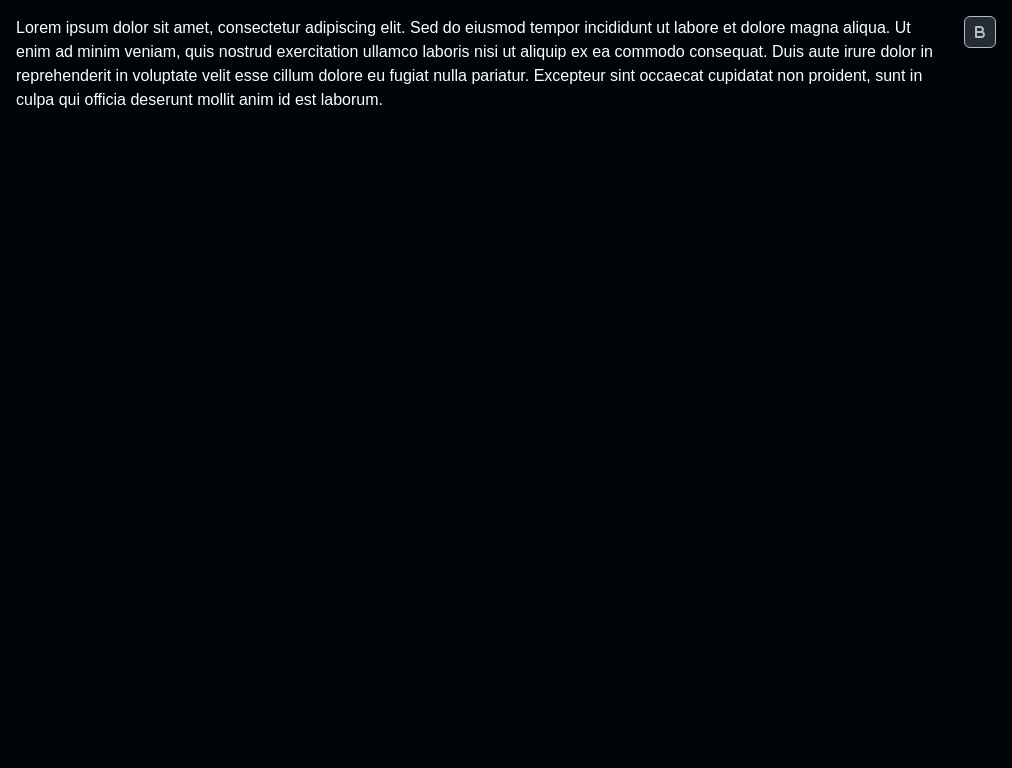 Lorem ipsum dolor sit amet, consectetur adipiscing elit. Sed do eiusmod tempor incididunt ut labore et dolore magna aliqua. Ut
enim ad minim veniam, quis nostrud exercitation ullamco laboris nisi ut aliquip ex ea commodo consequat. Duis aute irure dolor in
reprehenderit in voluptate velit esse cillum dolore eu fugiat nulla pariatur. Excepteur sint occaecat cupidatat non proident, sunt in
culpa qui officia deserunt mollit anim id est laborum.
B